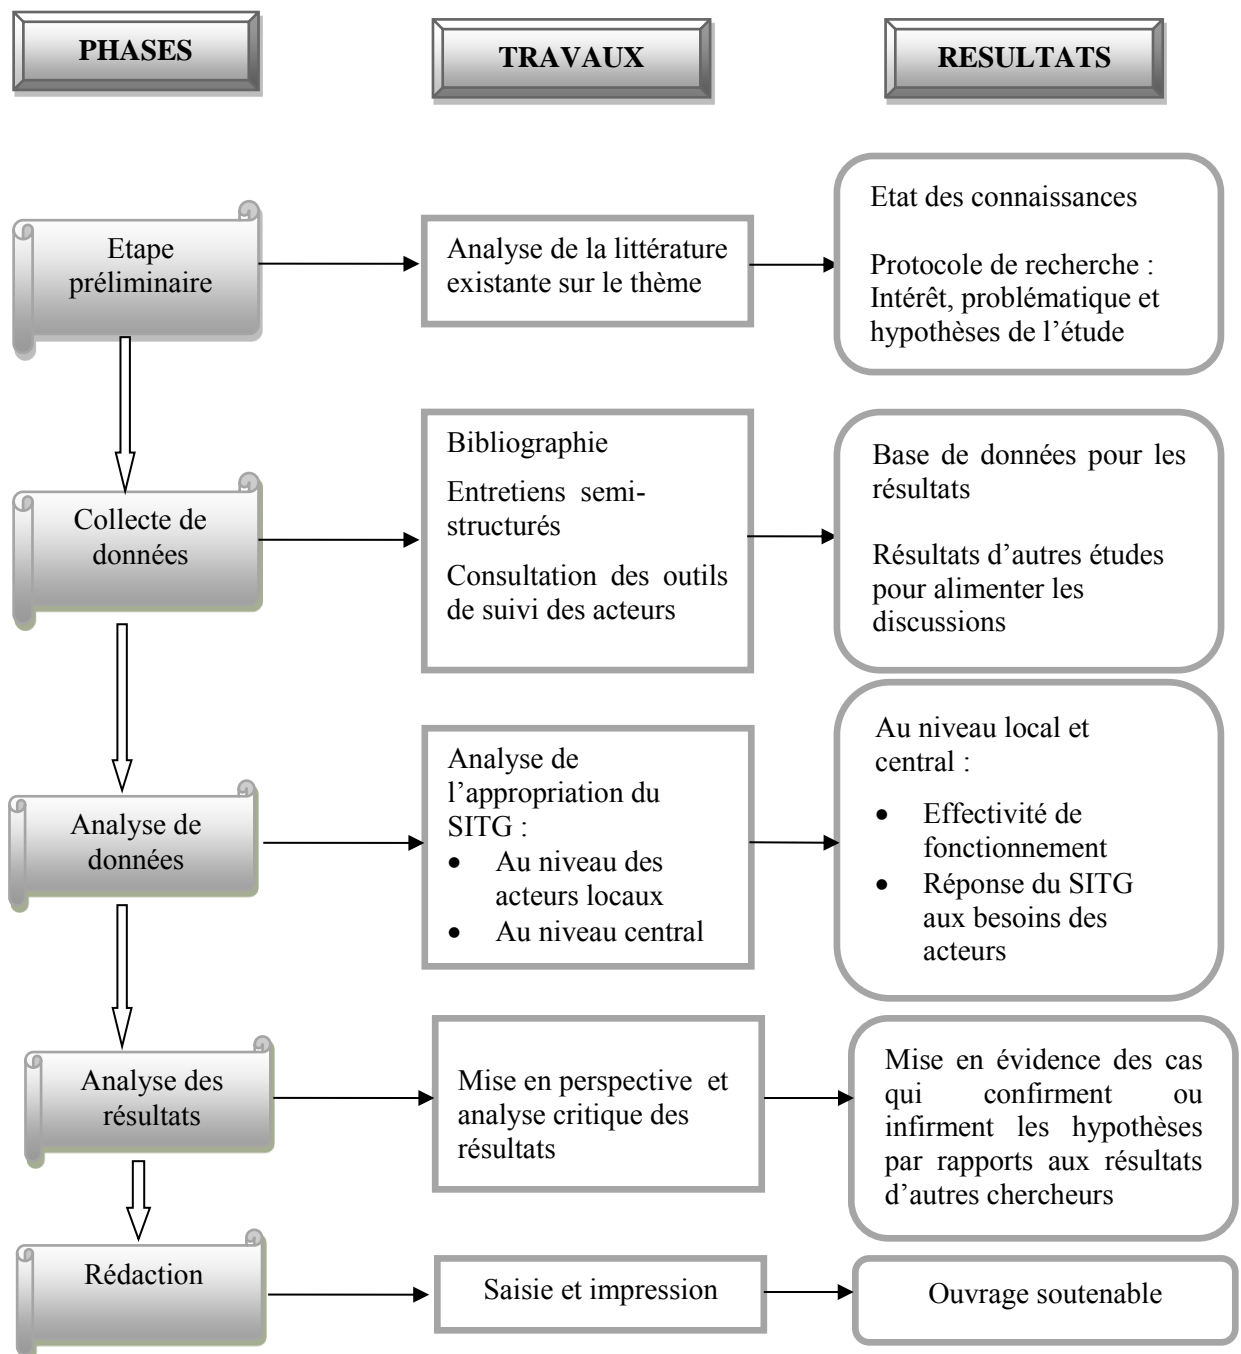 PHASES
TRAVAUX
RESULTATS
Etape
préliminaire
Analyse de la littérature
existante sur le thème
Etat des connaissances
Protocole de recherche :
Intérêt, problématique et
hypothèses de l’étude
Collecte de
données
Bibliographie
Entretiens semi-
structurés
Consultation des outils
de suivi des acteurs
Base de données pour les
résultats
Résultats d’autres études
pour alimenter les
discussions
Analyse de
données
Analyse de
l’appropriation du
SITG :
• Au niveau des
acteurs locaux
• Au niveau central
Au niveau local et
central :
• Effectivité de
fonctionnement
• Réponse du SITG
aux besoins des
acteurs
Analyse des
résultats
Mise en perspective et
analyse critique des
résultats
Mise en évidence des cas
qui confirment ou
infirment les hypothèses
par rapports aux résultats
d’autres chercheurs
Rédaction
Saisie et impression
Ouvrage soutenable